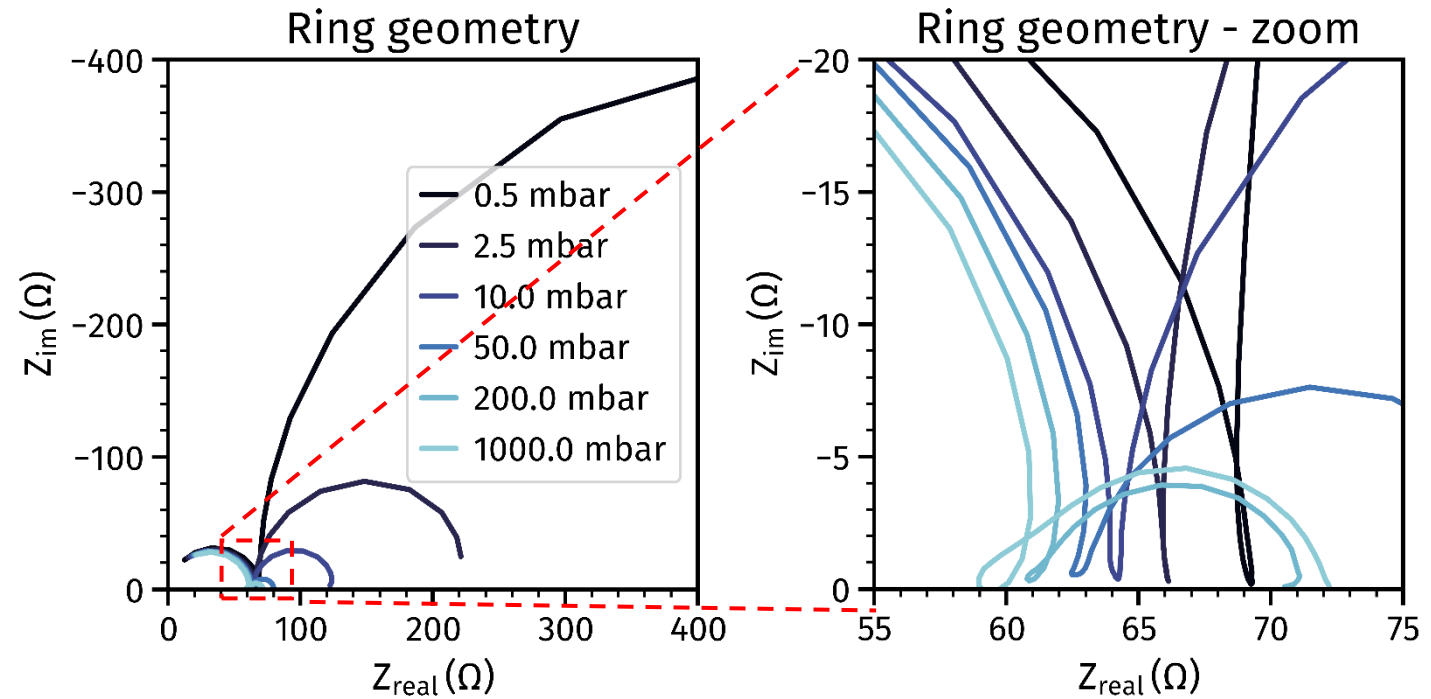 Ring geometry
−400
−300
−200
−100
0
Z_im (Ω)
0.5 mbar
2.5 mbar
10.0 mbar
50.0 mbar
200.0 mbar
1000.0 mbar
0 100 200 300 400
Z_real (Ω)
Ring geometry - zoom
−20
−15
−10
−5
0
Z_im (Ω)
55 60 65 70 75
Z_real (Ω)